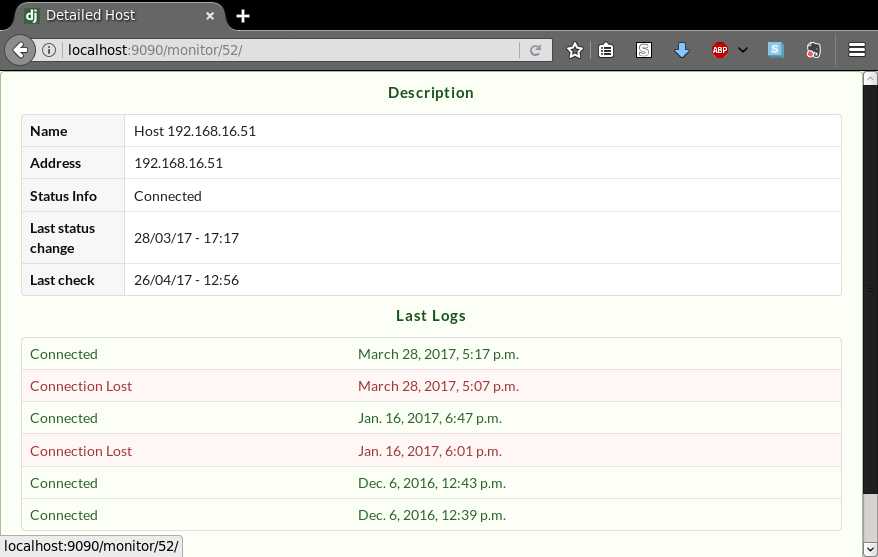 dj Detailed Host
localhost:9090/monitor/52/
S ABP S
Description
Name Host 192.168.16.51
Address 192.168.16.51
Status Info Connected
Last status
change 28/03/17 - 17:17
Last check 26/04/17 - 12:56
Last Logs
Connected March 28, 2017, 5:17 p.m.
Connection Lost March 28, 2017, 5:07 p.m.
Connected Jan. 16, 2017, 6:47 p.m.
Connection Lost Jan. 16, 2017, 6:01 p.m.
Connected Dec. 6, 2016, 12:43 p.m.
Connected Dec. 6, 2016, 12:39 p.m.
localhost:9090/monitor/52/